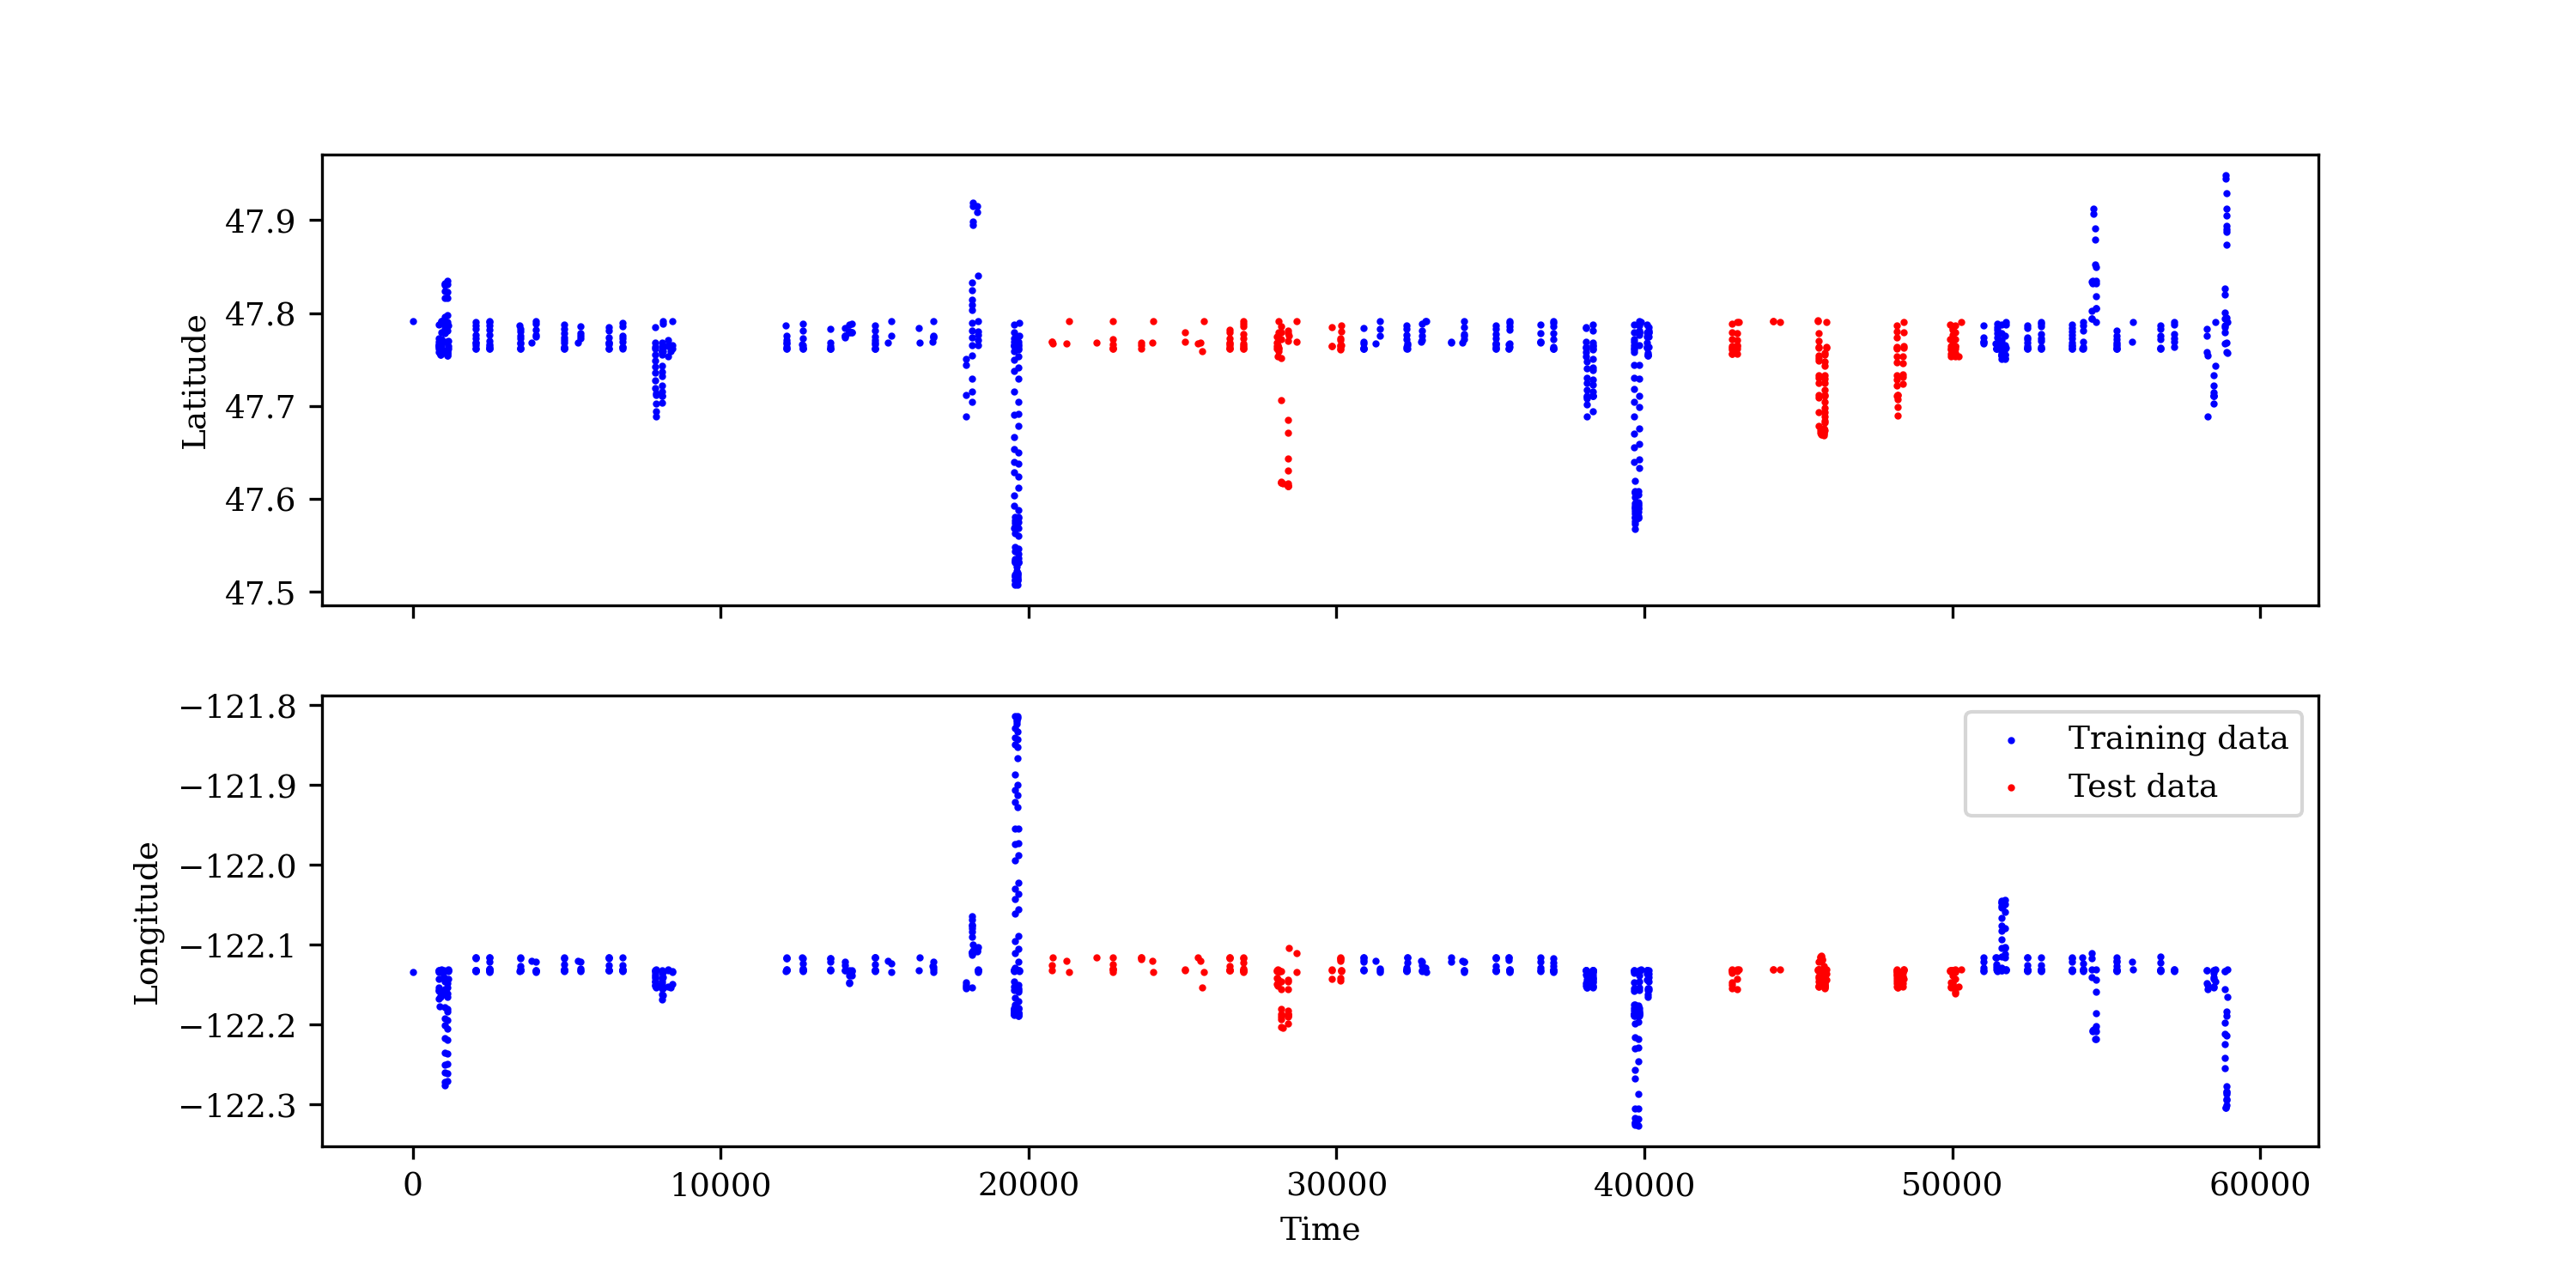 47.9
47.8
47.7
47.6
47.5
Latitude
−121.8
−121.9
−122.0
−122.1
−122.2
−122.3
Longitude
Training data
Test data
0 10000 20000 30000 40000 50000 60000
Time